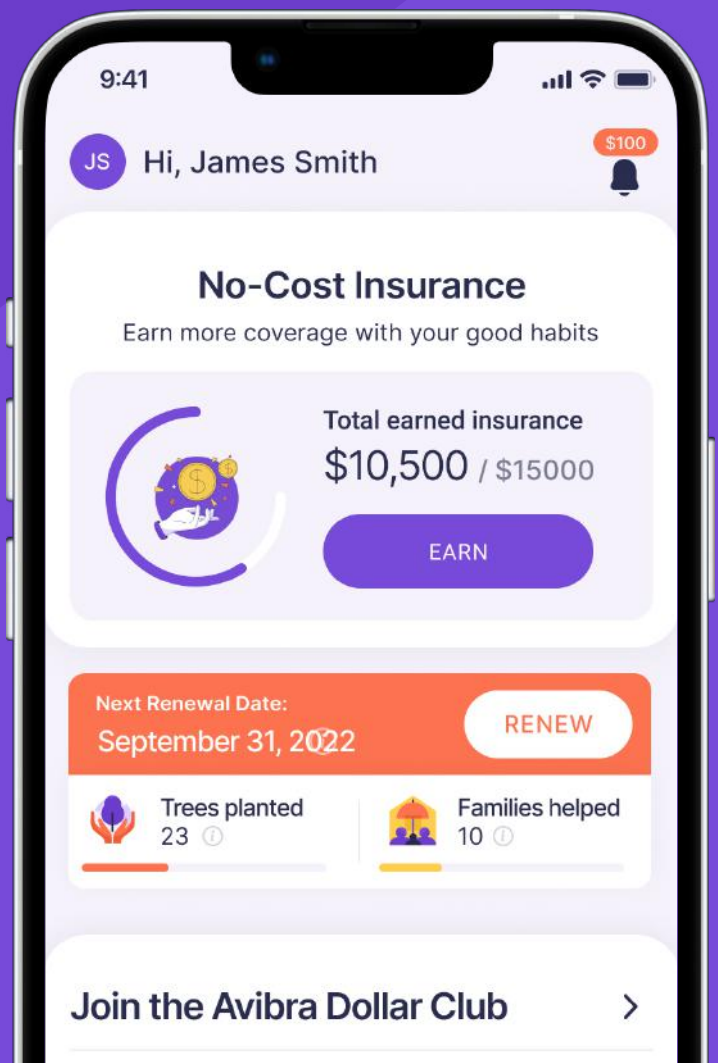 9:41
$100
JS
Hi, James Smith
No-Cost Insurance
Earn more coverage with your good habits
Total earned insurance
$10,500 / $15000
EARN
Next Renewal Date:
September 31, 2022
RENEW
Trees planted
23
Families helped
10
Join the Avibra Dollar Club